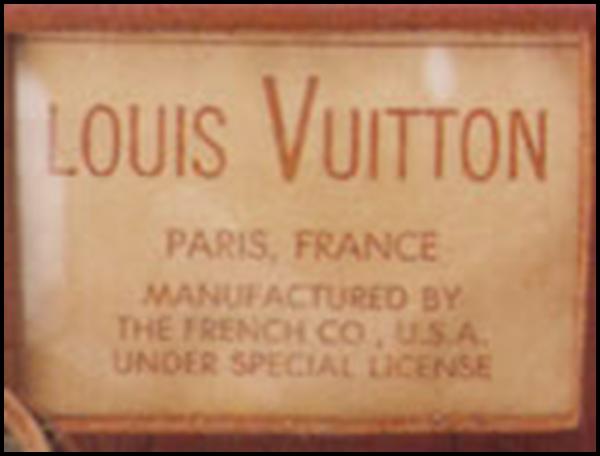 LOUIS VUITTON
PARIS, FRANCE
MANUFACTURED BY
THE FRENCH CO., U.S.A.
UNDER SPECIAL LICENSE